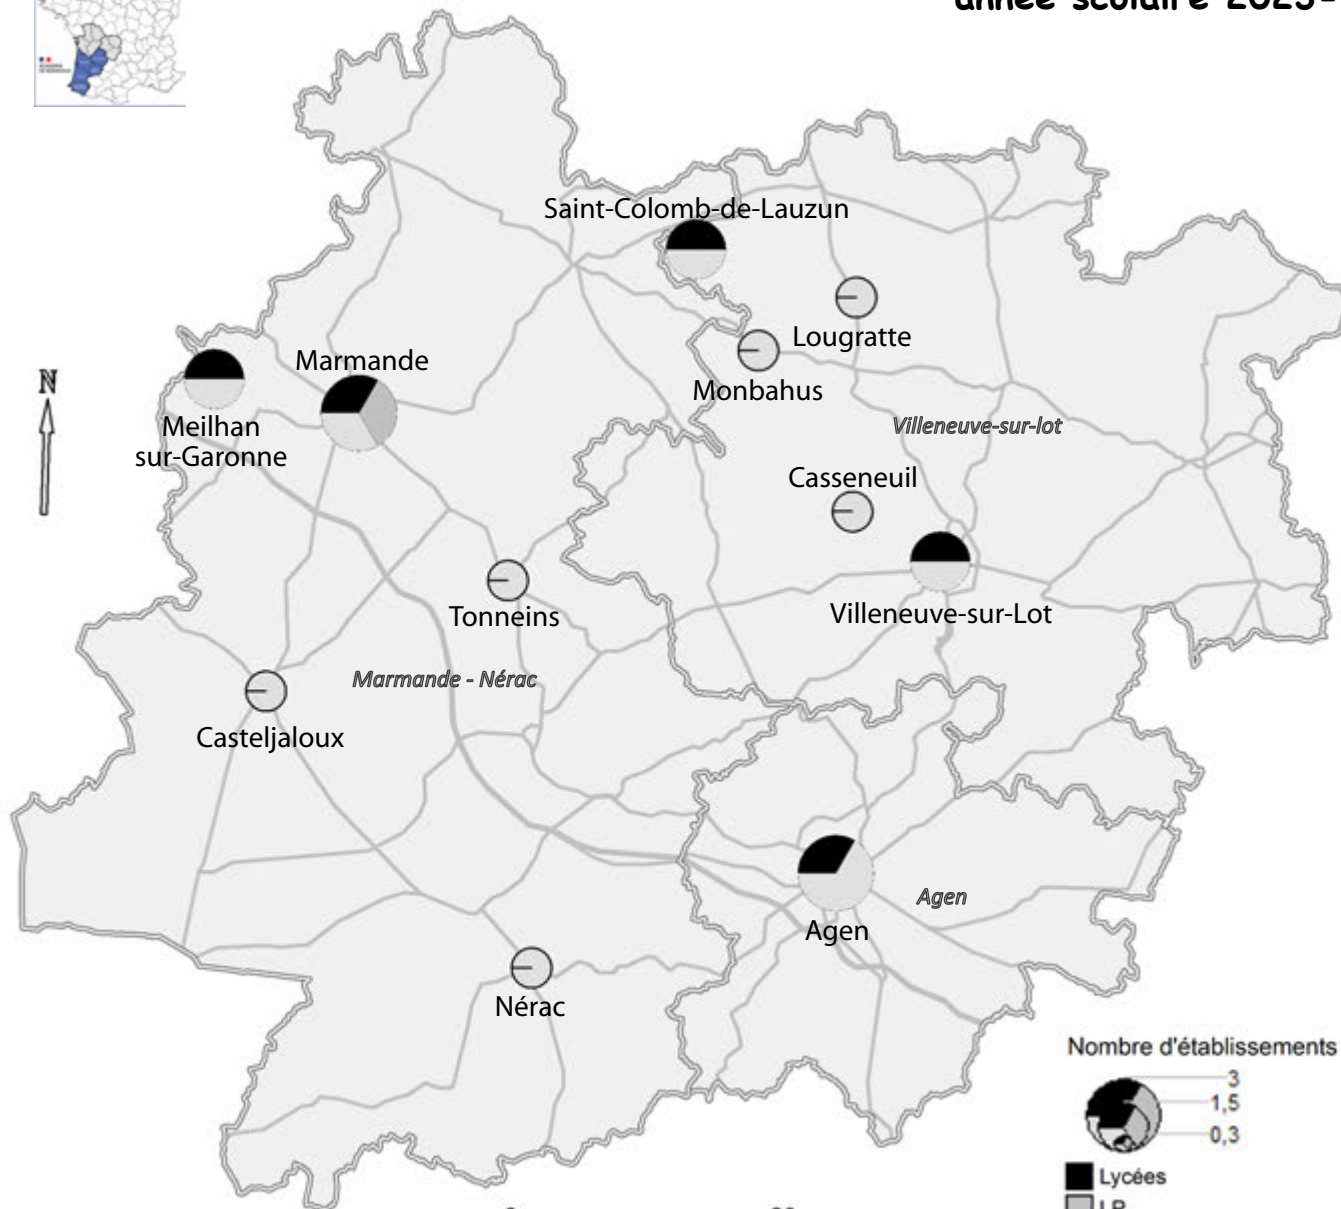 année scolaire 2023-
Saint-Colomb-de-Lauzun
Lougratte
Monbahus
Marmande
Meilhan
sur-Garonne
N
Villeneuve-sur-lot
Casseneuil
Tonneins
Villeneuve-sur-Lot
Marmande - Nérac
Casteljaloux
Agen
Agen
Nérac
Nombre d'établissements
3
1,5
0,3
Lycées
LP